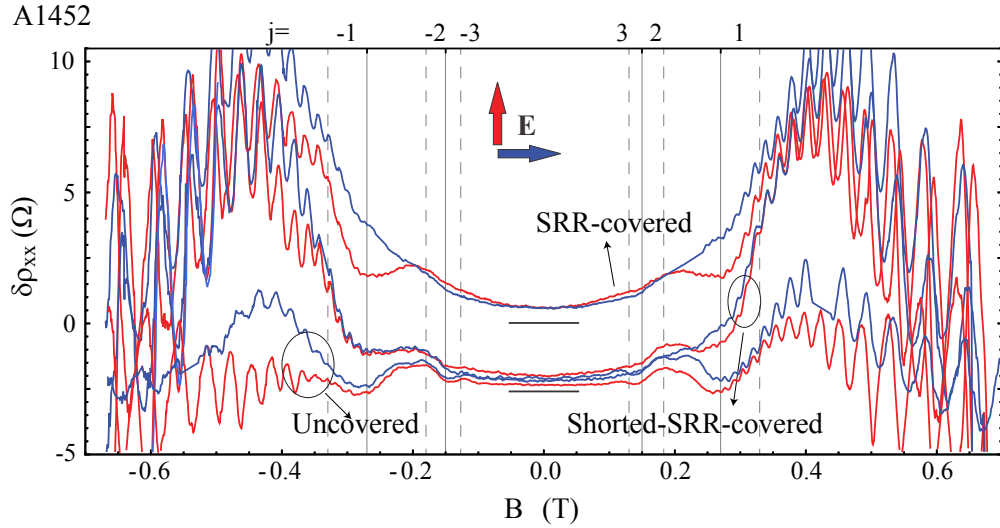 A1452
j= -1 -2 -3 3 2 1
10
E
5
SRR-covered
δρxx (Ω)
0
Uncovered
Shorted-SRR-covered
-5
-0.6 -0.4 -0.2 0.0 0.2 0.4 0.6
B (T)